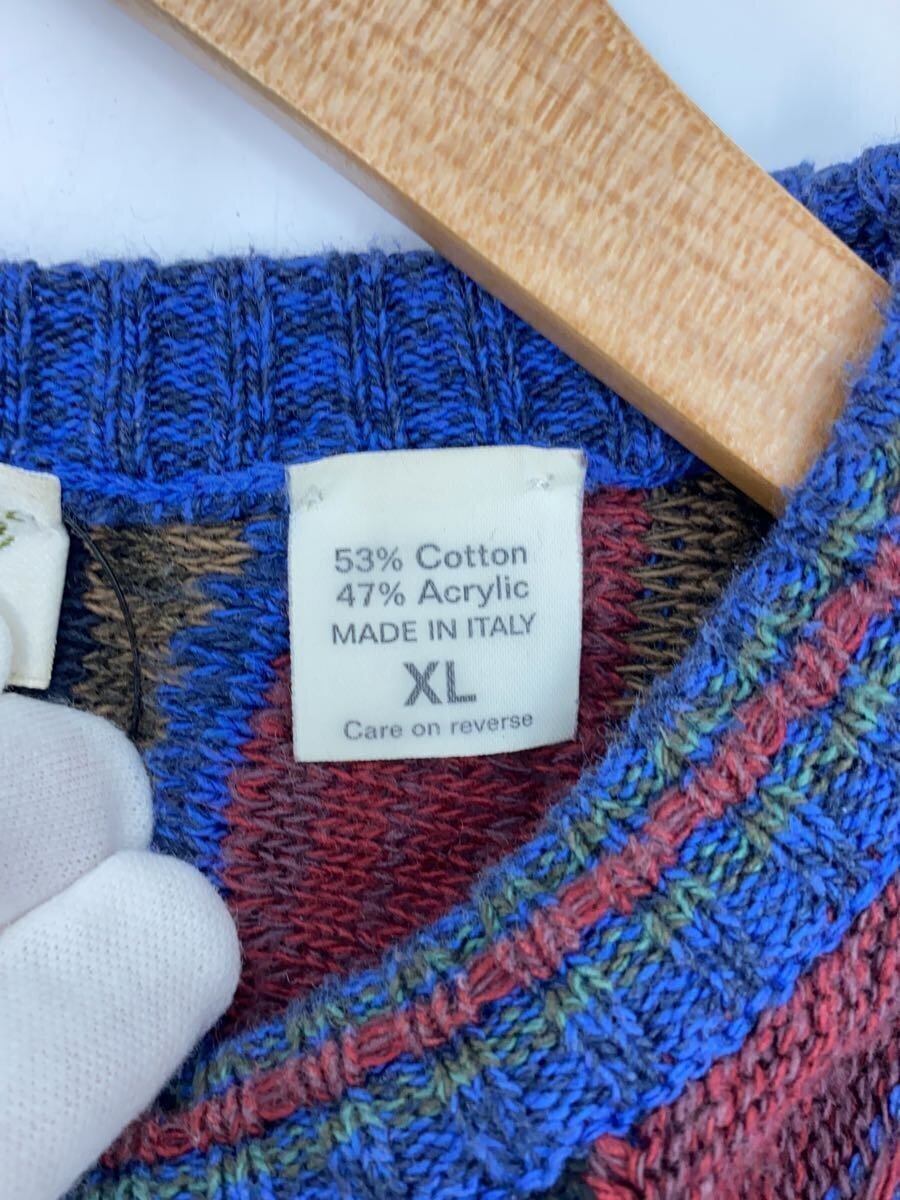 53% Cotton
47% Acrylic
MADE IN ITALY
XL
Care on reverse